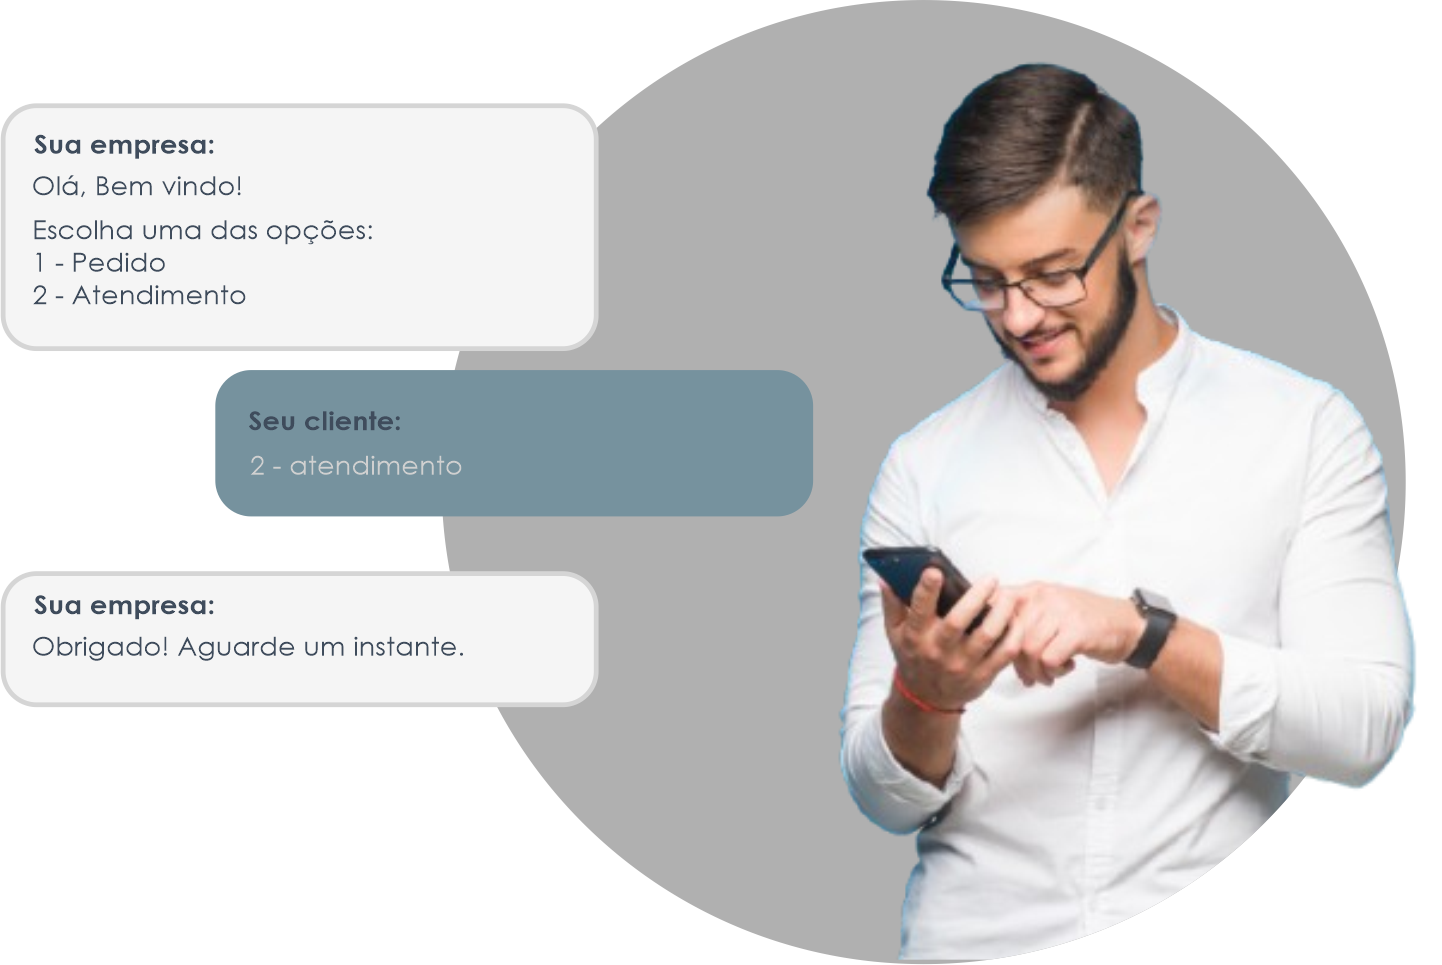 Sua empresa:
Olá, Bem vindo!
Escolha uma das opções:
1 - Pedido
2 - Atendimento
Seu cliente:
2 - atendimento
Sua empresa:
Obrigado! Aguarde um instante.